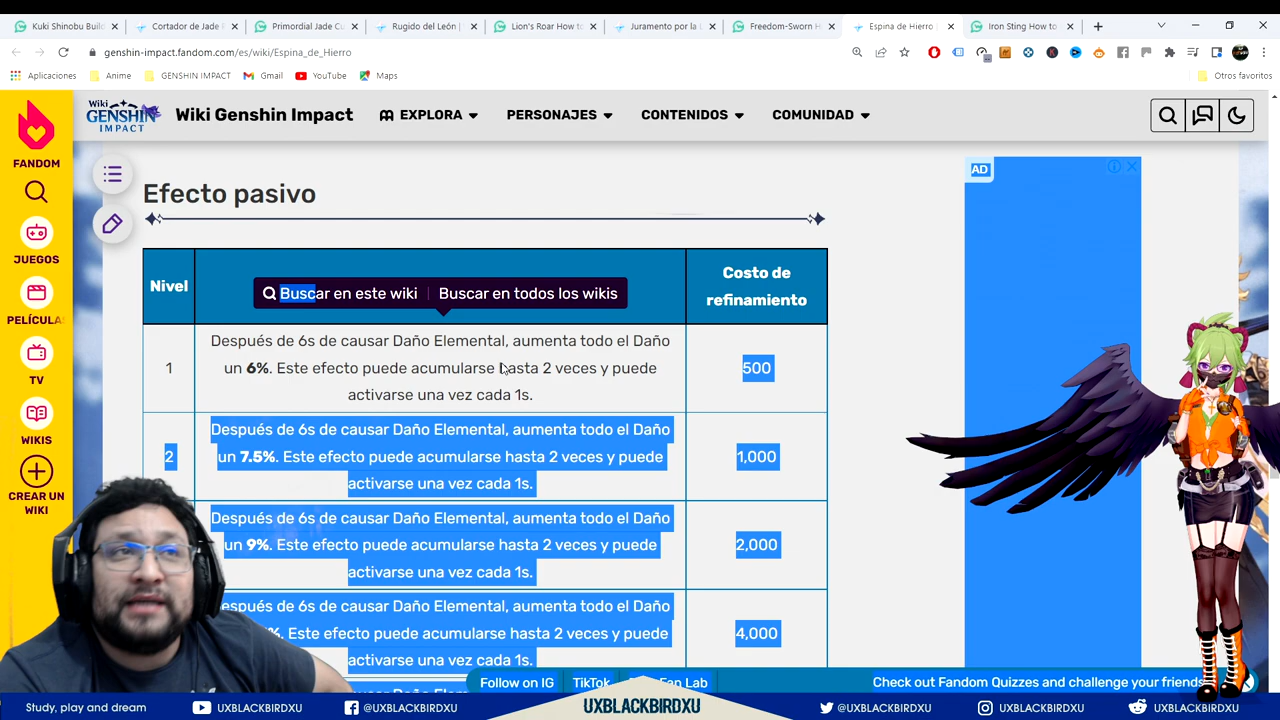 Kuki Shinobu Build
Cortador de Jade P
Primordial Jade Cu
Rugido del León |
Lion's Roar How to
Juramento por la L
Freedom-Sworn H
Espina de Hierro
Iron Sting How to
genshin-impact.fandom.com/es/wiki/Espina_de_Hierro
Aplicaciones
Anime
GENSHIN IMPACT
Gmail
YouTube
Maps
Otros favoritos
Wiki GENSHIN IMPACT
Wiki Genshin Impact
EXPLORA
PERSONAJES
CONTENIDOS
COMUNIDAD
FANDOM
JUEGOS
PELÍCULA
TV
WIKIS
CREAR UN
WIKI
Efecto pasivo
AD
Nivel
Buscar en este wiki
Buscar en todos los wikis
Costo de
refinamiento
1
Después de 6s de causar Daño Elemental, aumenta todo el Daño
un 6%. Este efecto puede acumularse hasta 2 veces y puede
activarse una vez cada 1s.
500
2
Después de 6s de causar Daño Elemental, aumenta todo el Daño
un 7.5%. Este efecto puede acumularse hasta 2 veces y puede
activarse una vez cada 1s.
1,000
Después de 6s de causar Daño Elemental, aumenta todo el Daño
un 9%. Este efecto puede acumularse hasta 2 veces y puede
activarse una vez cada 1s.
2,000
espués de 6s de causar Daño Elemental, aumenta todo el Daño
%. Este efecto puede acumularse hasta 2 veces y puede
activarse una vez cada 1s.
4,000
Follow on IG
TikTok
Fan Lab
Check out Fandom Quizzes and challenge your friends
Study, play and dream
UXBLACKBIRDXU
@UXBLACKBIRDXU
UXBLACKBIRDXU
@UXBLACKBIRDXU
UXBLACKBIRDXU
UXBLACKBIRDXU